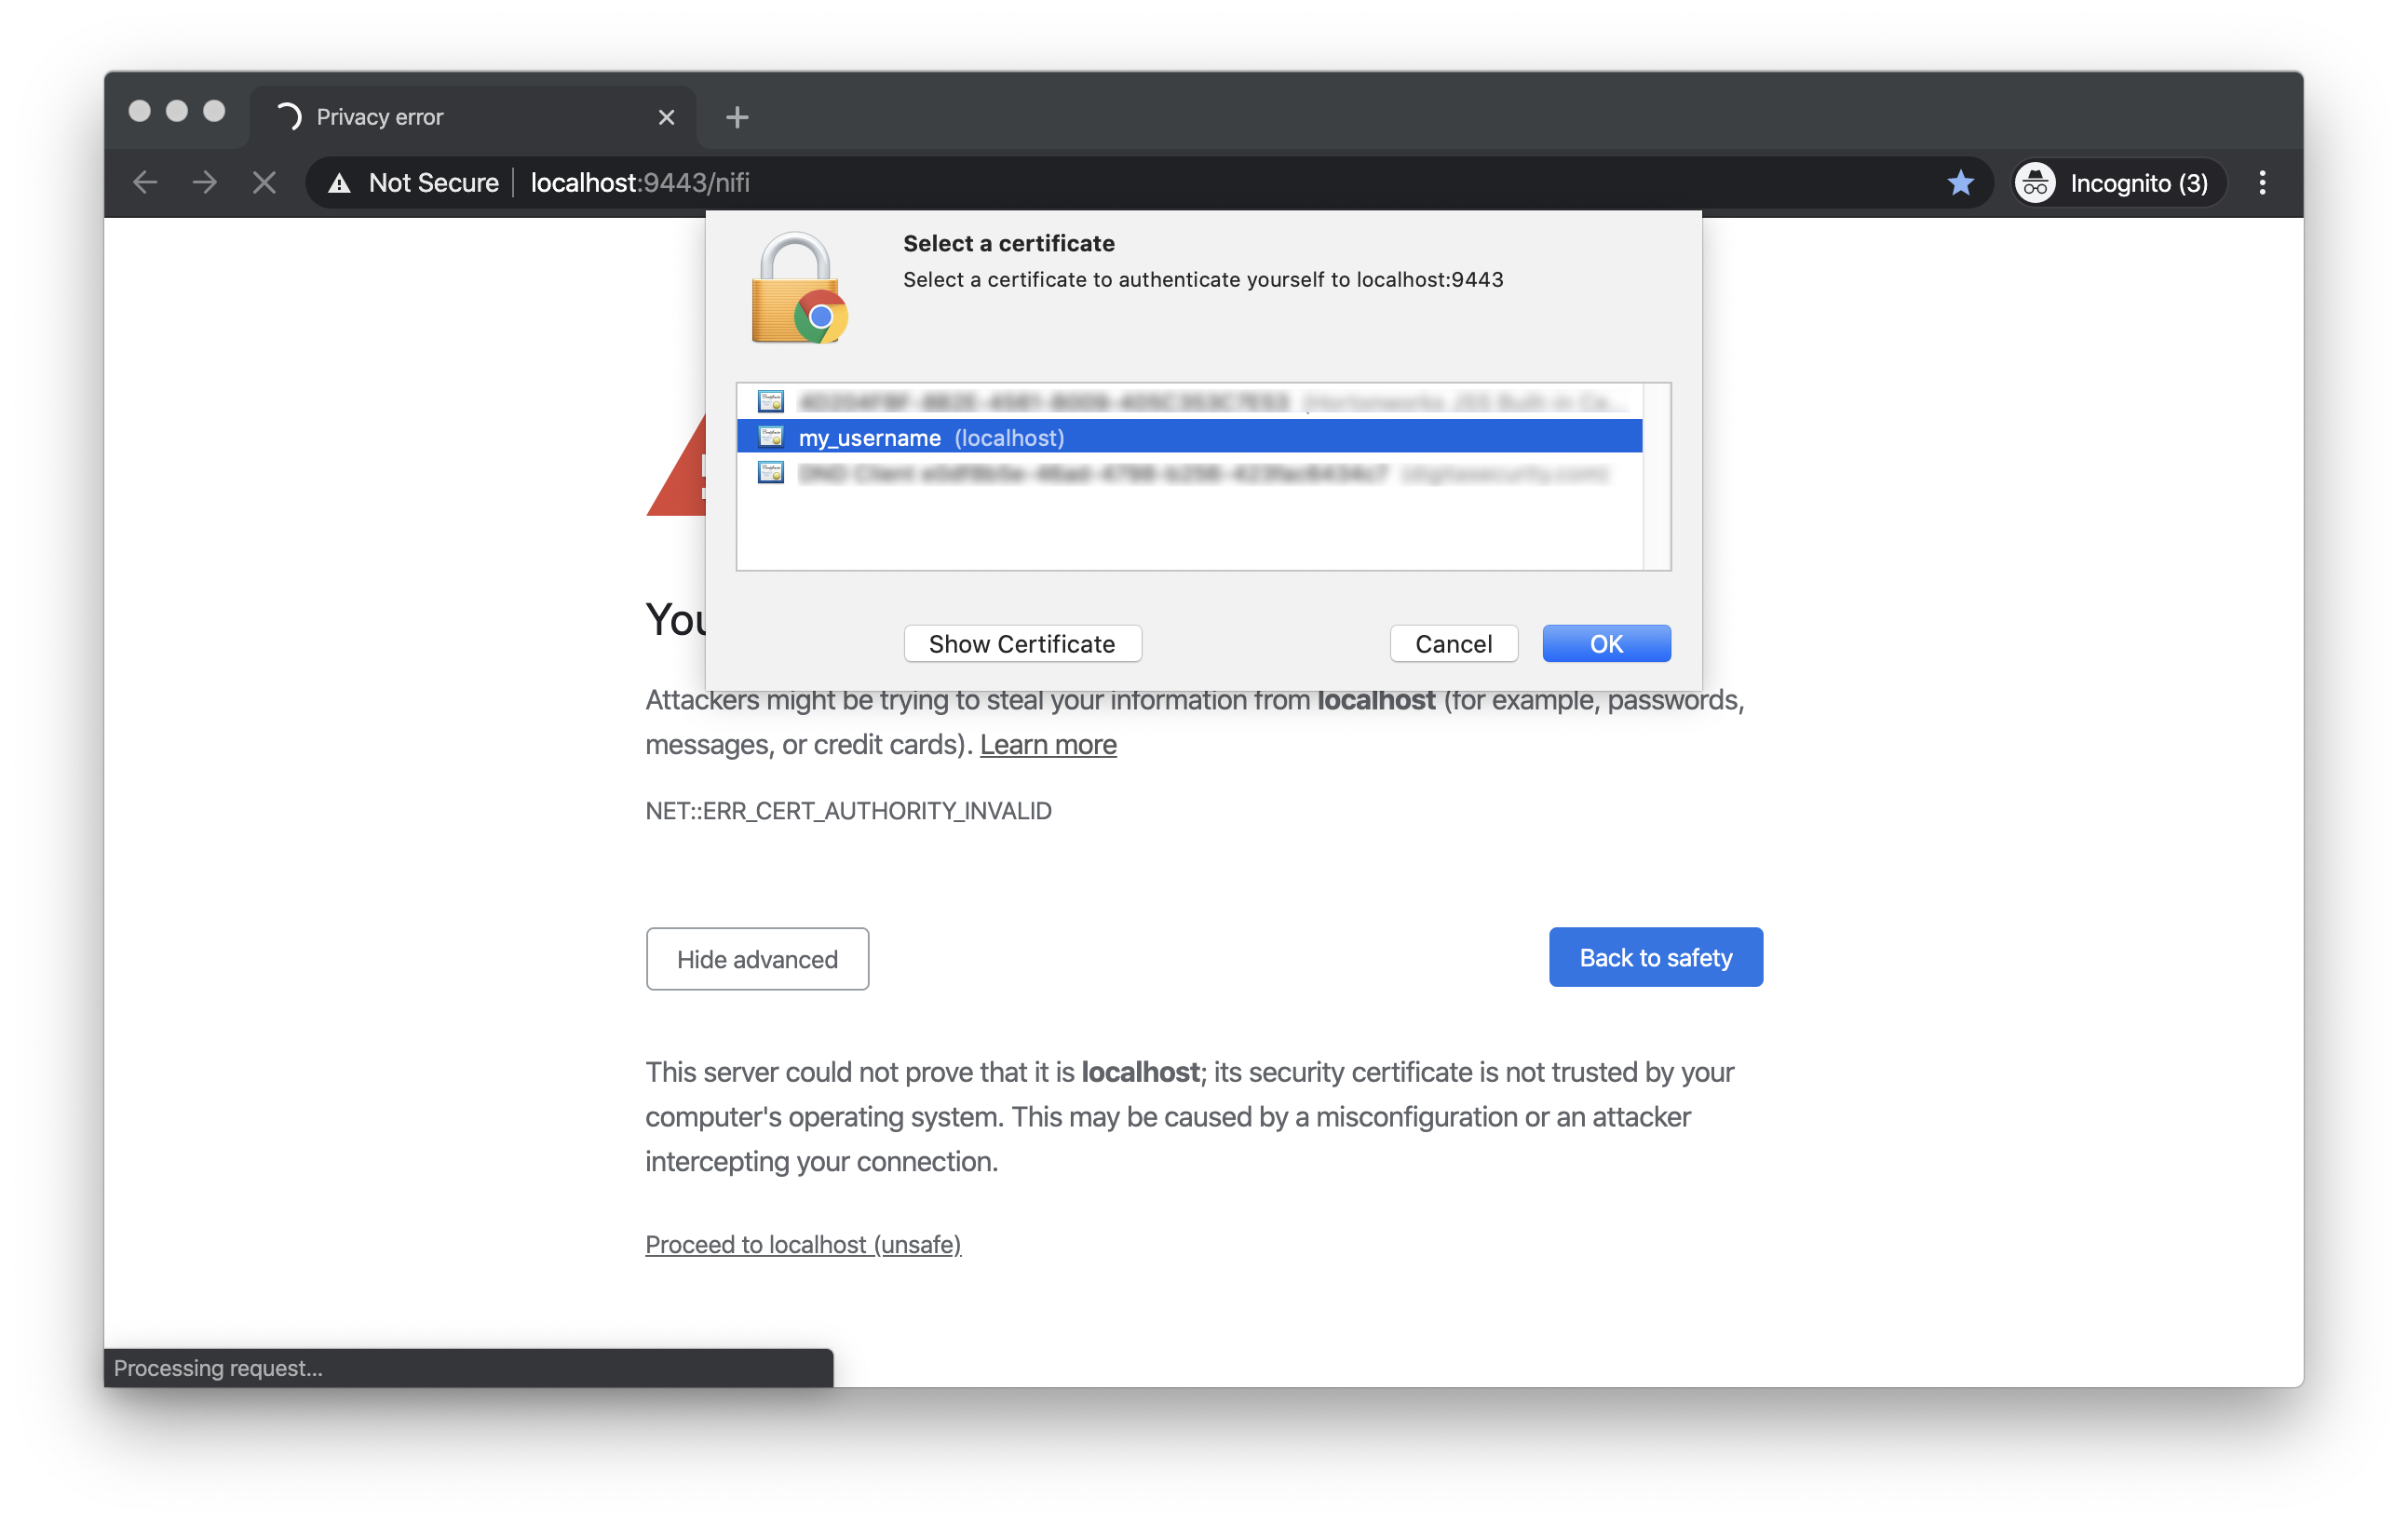 Privacy error
Not Secure localhost:9443/nifi Incognito (3)
Select a certificate
Select a certificate to authenticate yourself to localhost:9443
my_username (localhost)
Show Certificate Cancel OK
You
Attackers might be trying to steal your information from localhost (for example, passwords,
messages, or credit cards). Learn more
NET::ERR_CERT_AUTHORITY_INVALID
Hide advanced Back to safety
This server could not prove that it is localhost; its security certificate is not trusted by your
computer's operating system. This may be caused by a misconfiguration or an attacker
intercepting your connection.
Proceed to localhost (unsafe)
Processing request...